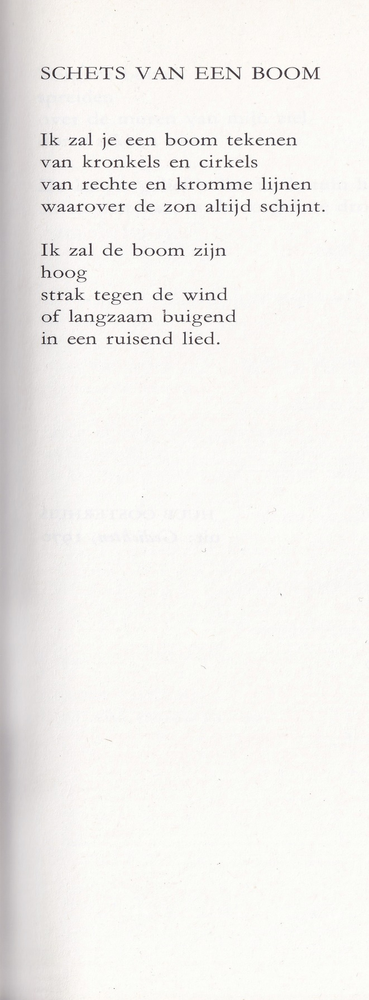 SCHETS VAN EEN BOOM
Ik zal je een boom tekenen
van kronkels en cirkels
van rechte en kromme lijnen
waarover de zon altijd schijnt.
Ik zal de boom zijn
hoog
strak tegen de wind
of langzaam buigend
in een ruisend lied.